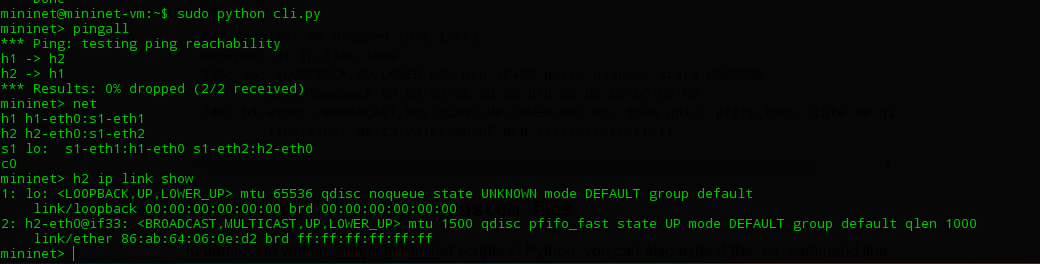 Done
mininet@mininet-vm:~$ sudo python cli.py
mininet> pingall
*** Ping: testing ping reachability
h1 -> h2
h2 -> h1
*** Results: 0% dropped (2/2 received)
mininet> net
h1 h1-eth0:s1-eth1
h2 h2-eth0:s1-eth2
s1 lo:  s1-eth1:h1-eth0 s1-eth2:h2-eth0
c0
mininet> h2 ip link show
1: lo: <LOOPBACK,UP,LOWER_UP> mtu 65536 qdisc noqueue state UNKNOWN mode DEFAULT group default
    link/loopback 00:00:00:00:00:00 brd 00:00:00:00:00:00
2: h2-eth0@if33: <BROADCAST,MULTICAST,UP,LOWER_UP> mtu 1500 qdisc pfifo_fast state UP mode DEFAULT group default qlen 1000
    link/ether 86:ab:64:06:0e:d2 brd ff:ff:ff:ff:ff:ff
mininet>